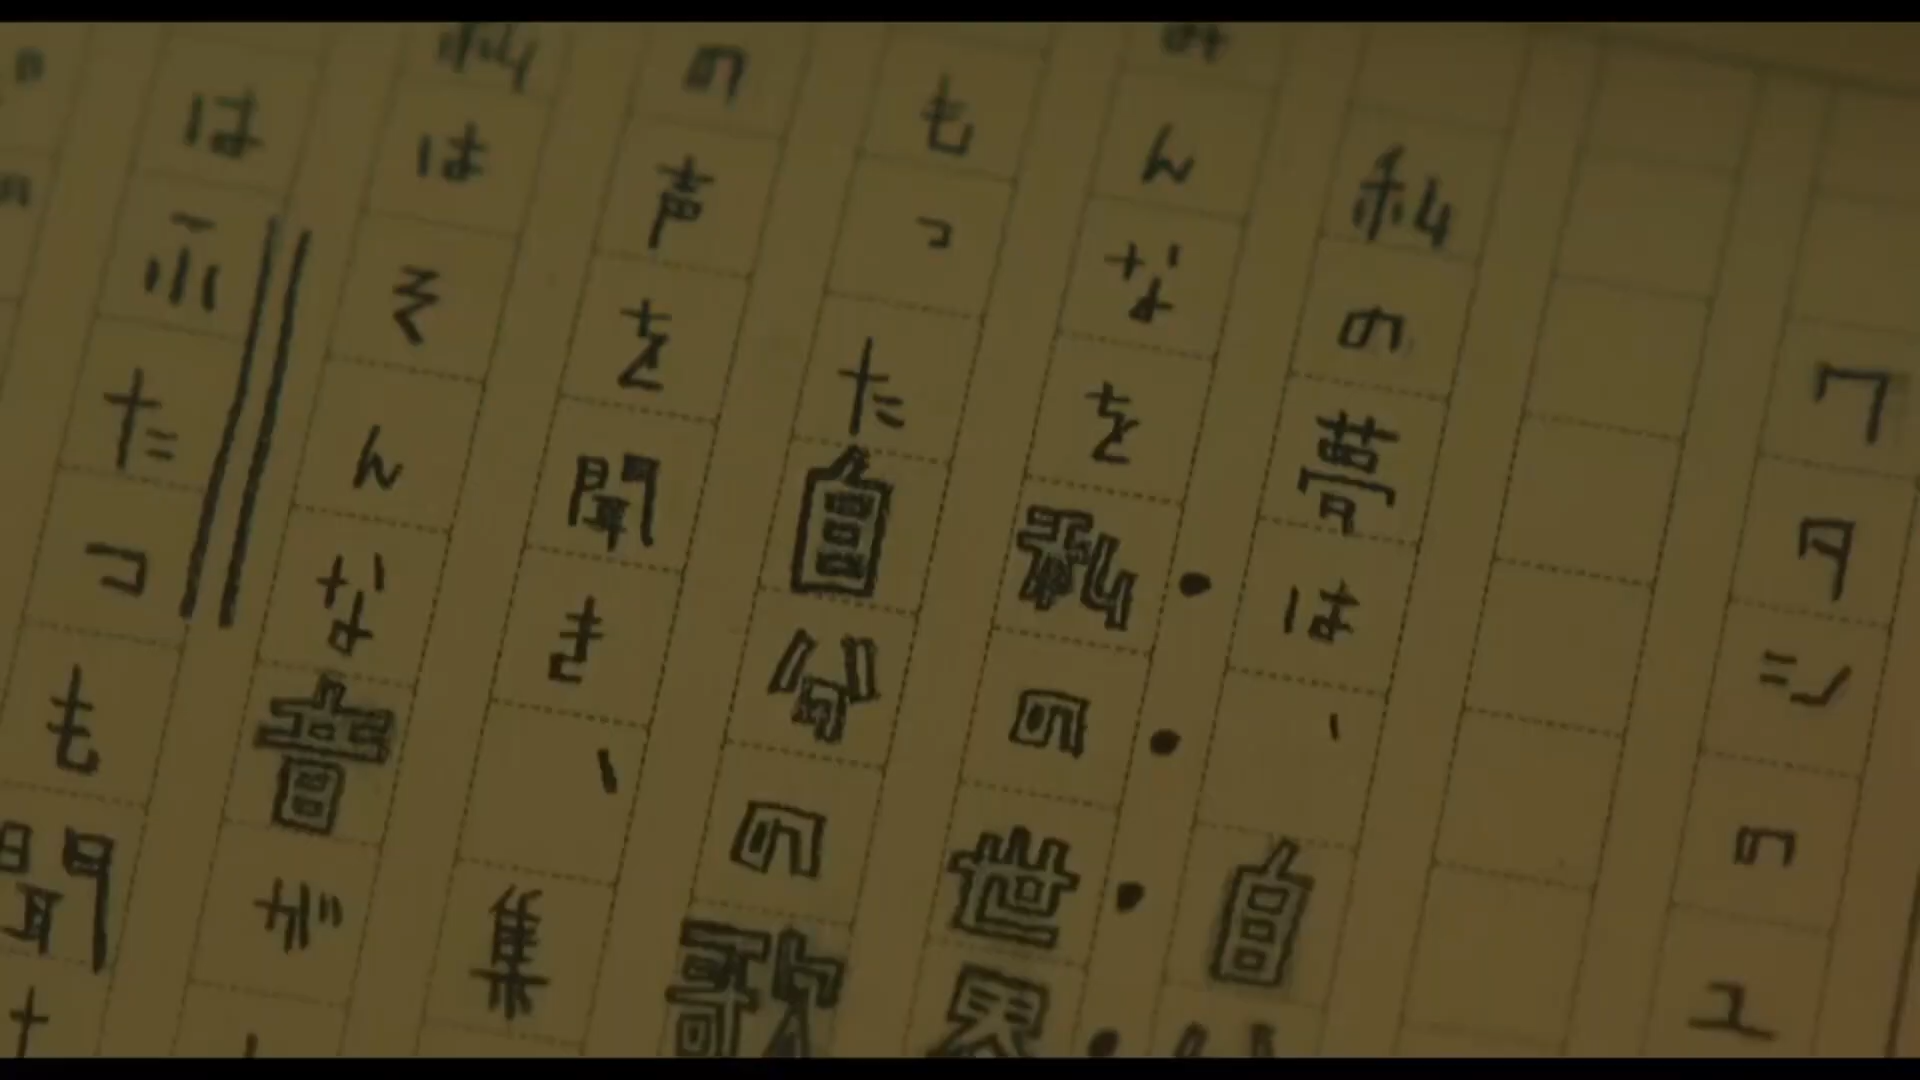 ワタシのユ
私の夢は、自分
みんなを私の世界
もった自分の歌
の声を聞き、集
私はそんな音が
はふたつも聞